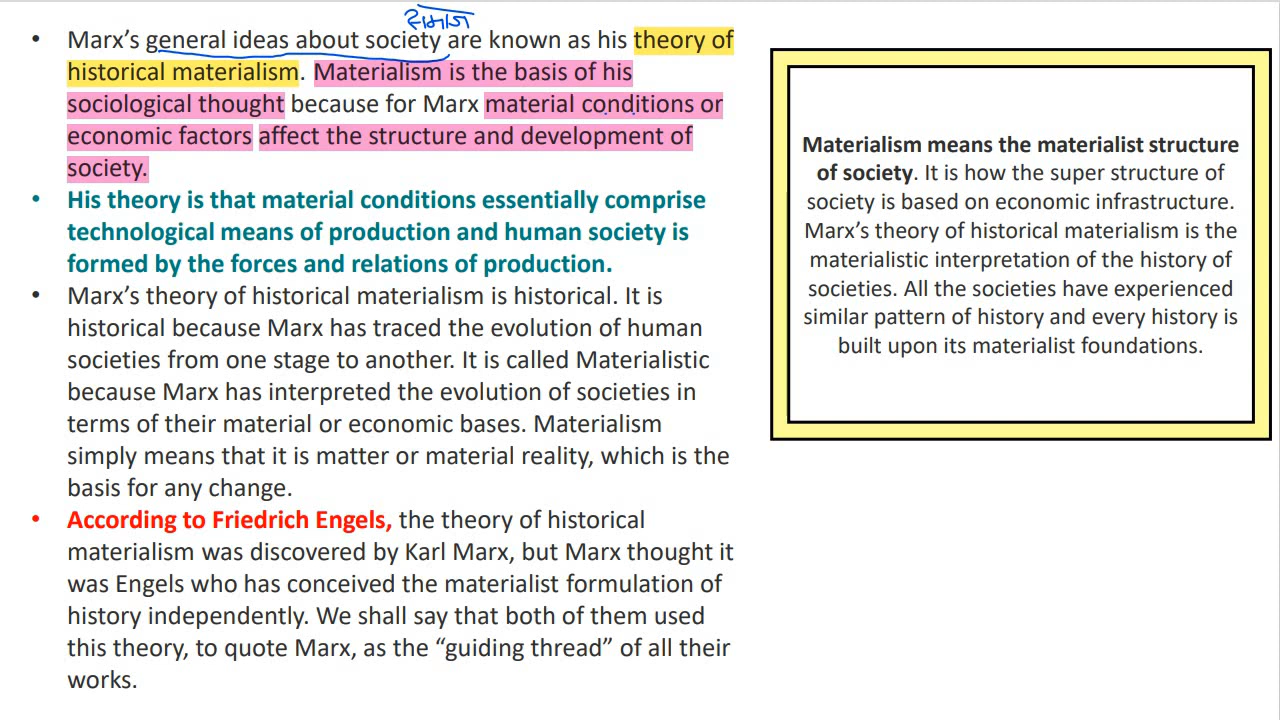 समाज
• Marx’s general ideas about society are known as his theory of
historical materialism. Materialism is the basis of his
sociological thought because for Marx material conditions or
economic factors affect the structure and development of
society.
• His theory is that material conditions essentially comprise
technological means of production and human society is
formed by the forces and relations of production.
• Marx’s theory of historical materialism is historical. It is
historical because Marx has traced the evolution of human
societies from one stage to another. It is called Materialistic
because Marx has interpreted the evolution of societies in
terms of their material or economic bases. Materialism
simply means that it is matter or material reality, which is the
basis for any change.
• According to Friedrich Engels, the theory of historical
materialism was discovered by Karl Marx, but Marx thought it
was Engels who has conceived the materialist formulation of
history independently. We shall say that both of them used
this theory, to quote Marx, as the “guiding thread” of all their
works.
Materialism means the materialist structure
of society. It is how the super structure of
society is based on economic infrastructure.
Marx’s theory of historical materialism is the
materialistic interpretation of the history of
societies. All the societies have experienced
similar pattern of history and every history is
built upon its materialist foundations.